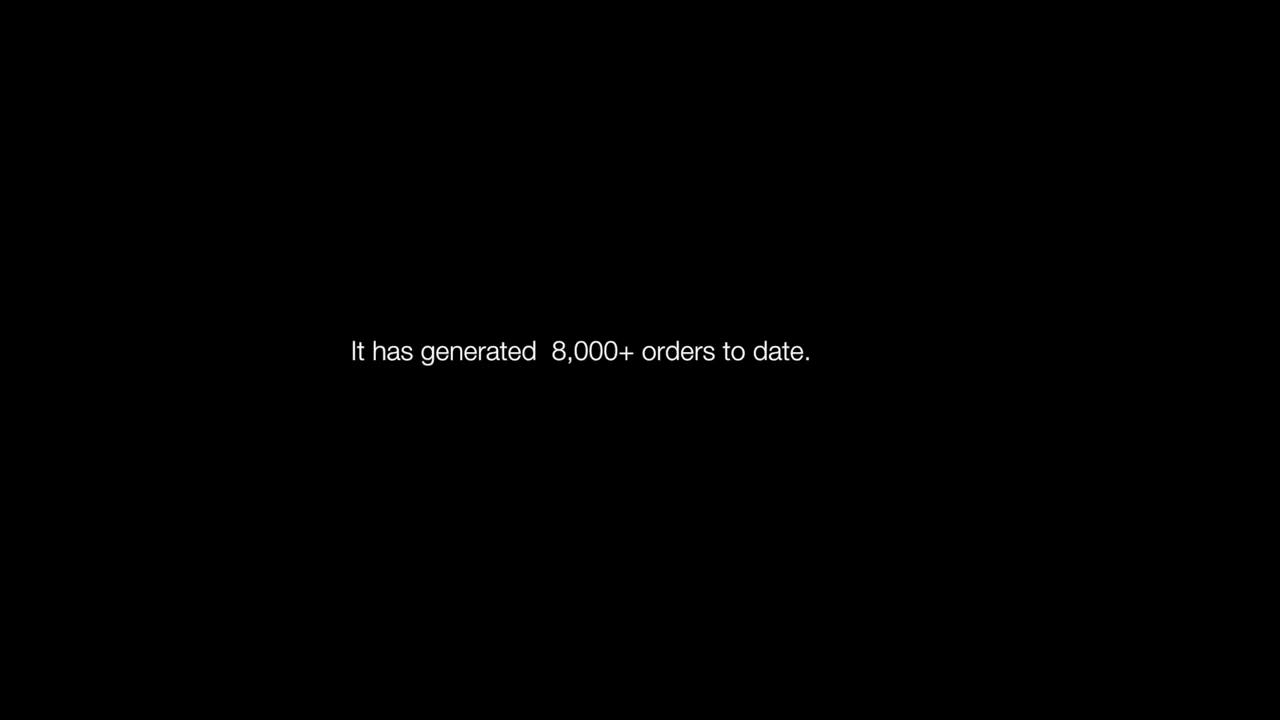 It has generated  8,000+ orders to date.